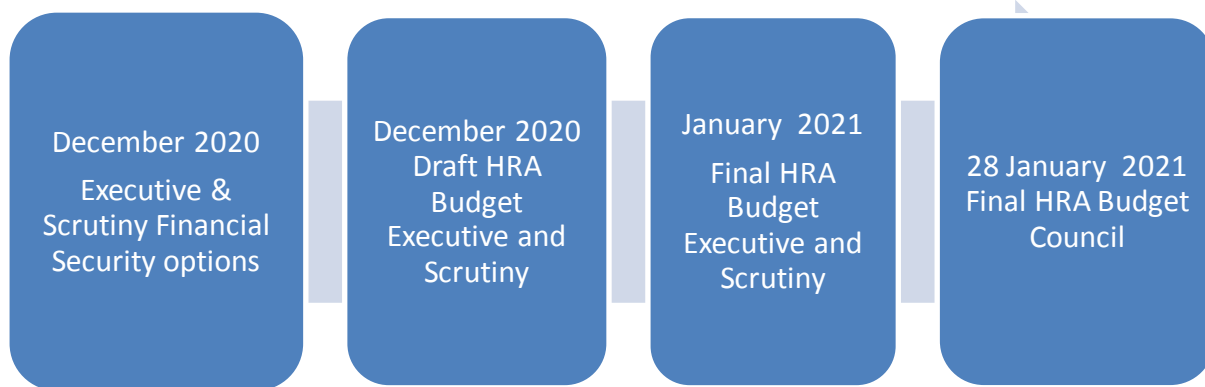 December 2020
Executive &
Scrutiny Financial
Security options
December 2020
Draft HRA
Budget
Executive and
Scrutiny
January 2021
Final HRA
Budget
Executive and
Scrutiny
28 January 2021
Final HRA Budget
Council